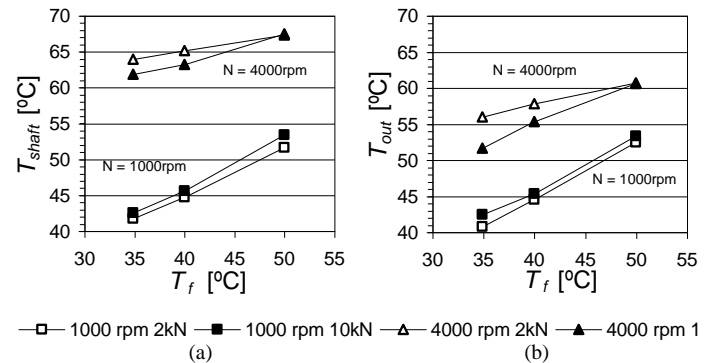 70
65
60
55
50
45
40
30 35 40 45 50 55
T_shaft [ºC]
T_f [ºC]
N = 4000rpm
N = 1000rpm
70
65
60
55
50
45
40
30 35 40 45 50 55
T_out [ºC]
T_f [ºC]
N = 4000rpm
N = 1000rpm
1000 rpm 2kN 1000 rpm 10kN 4000 rpm 2kN 4000 rpm 1
(a) (b)